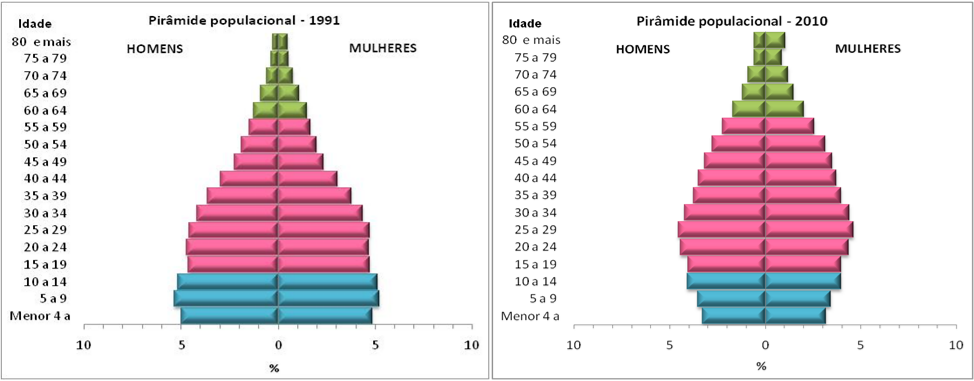 Pirâmide populacional - 1991
Idade
HOMENS
MULHERES
80 e mais
75 a 79
70 a 74
65 a 69
60 a 64
55 a 59
50 a 54
45 a 49
40 a 44
35 a 39
30 a 34
25 a 29
20 a 24
15 a 19
10 a 14
5 a 9
Menor 4 a
10 5 0 5 10
%
Pirâmide populacional - 2010
Idade
HOMENS
MULHERES
80 e mais
75 a 79
70 a 74
65 a 69
60 a 64
55 a 59
50 a 54
45 a 49
40 a 44
35 a 39
30 a 34
25 a 29
20 a 24
15 a 19
10 a 14
5 a 9
Menor 4 a
10 5 0 5 10
%